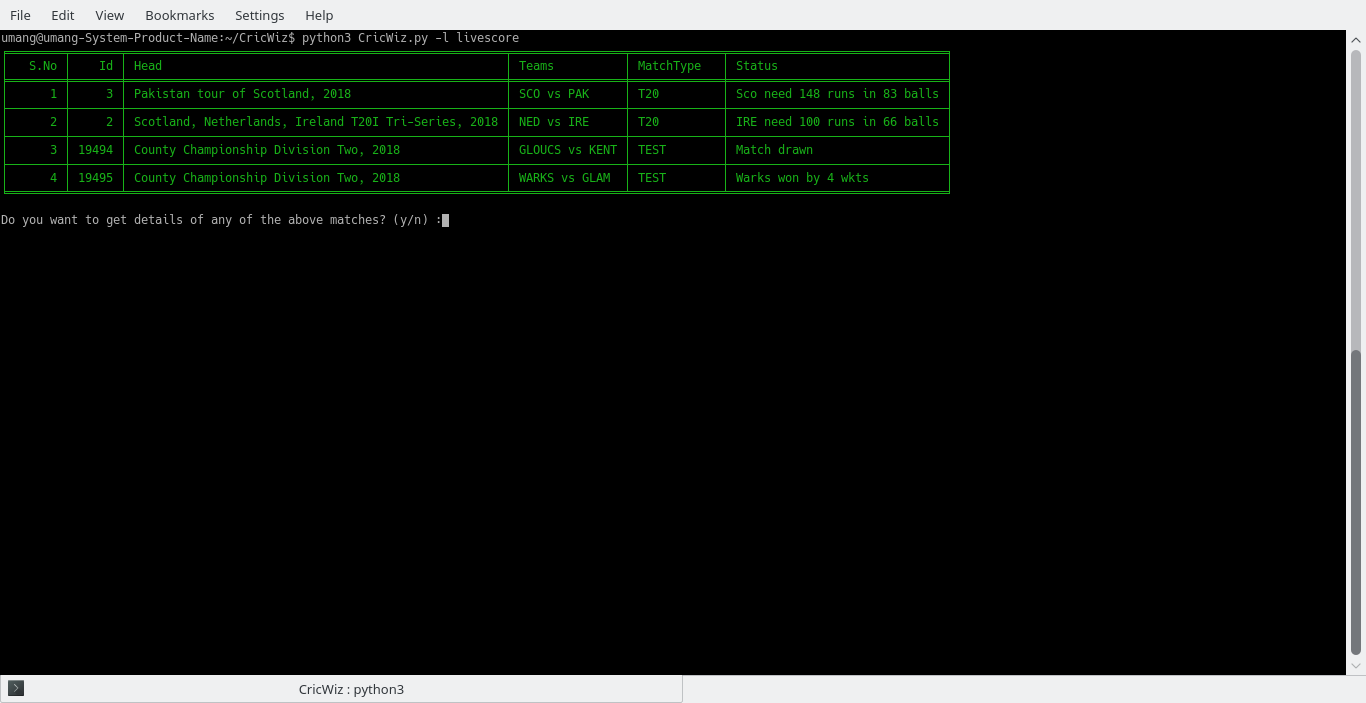 File Edit View Bookmarks Settings Help
umang@umang-System-Product-Name:~/CricWiz$ python3 CricWiz.py -l livescore
S.No Id Head Teams MatchType Status
1 3 Pakistan tour of Scotland, 2018 SCO vs PAK T20 Sco need 148 runs in 83 balls
2 2 Scotland, Netherlands, Ireland T20I Tri-Series, 2018 NED vs IRE T20 IRE need 100 runs in 66 balls
3 19494 County Championship Division Two, 2018 GLOUCS vs KENT TEST Match drawn
4 19495 County Championship Division Two, 2018 WARKS vs GLAM TEST Warks won by 4 wkts
Do you want to get details of any of the above matches? (y/n) :
CricWiz : python3